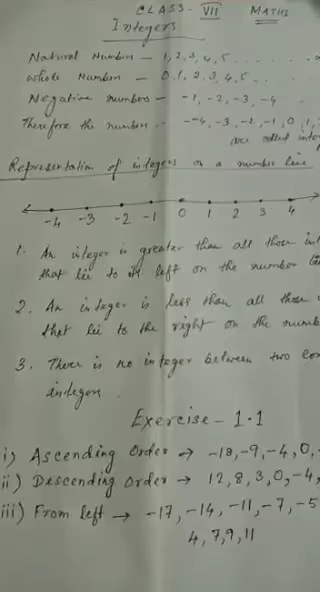 CLASS - VII MATHS
Integers
Natural Numbers - 1, 2, 3, 4, 5 . . . . . .
Whole Numbers - 0, 1, 2, 3, 4, 5 . . . . .
Negative numbers - -1, -2, -3, -4
Therefore the numbers - -4, -3, -2, -1, 0, 1,
are called
Representation of integers on a number line
-4 -3 -2 -1 0 1 2 3 4
1. An integer is greater than all those
that lie to its left on the number
2. An integer is less than all those
that lie to the right on the
3. There is no integer between two
integers.
Exercise - 1.1
i) Ascending Order → -18, -9, -4, 0,
ii) Descending Order → 12, 8, 3, 0, -4,
iii) From left → -17, -14, -11, -7, -5
4, 7, 9, 11